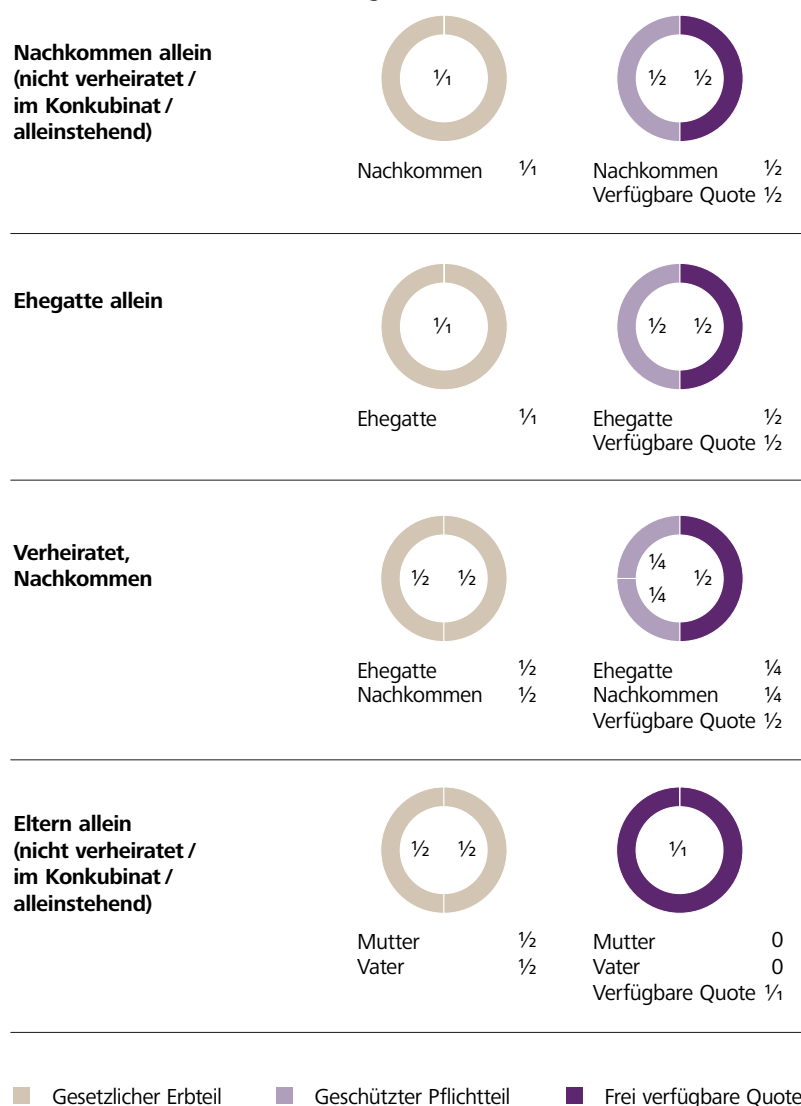 Nachkommen allein
(nicht verheiratet /
im Konkubinat /
alleinstehend)
1/1
½ ½
Nachkommen 1/1
Nachkommen ½
Verfügbare Quote ½
Ehegatte allein
1/1
½ ½
Ehegatte 1/1
Ehegatte ½
Verfügbare Quote ½
Verheiratet,
Nachkommen
½ ½
¼
¼
½
Ehegatte ½
Nachkommen ½
Ehegatte ¼
Nachkommen ¼
Verfügbare Quote ½
Eltern allein
(nicht verheiratet /
im Konkubinat /
alleinstehend)
½ ½
1/1
Mutter ½
Vater ½
Mutter 0
Vater 0
Verfügbare Quote 1/1
Gesetzlicher Erbteil
Geschützter Pflichtteil
Frei verfügbare Quote